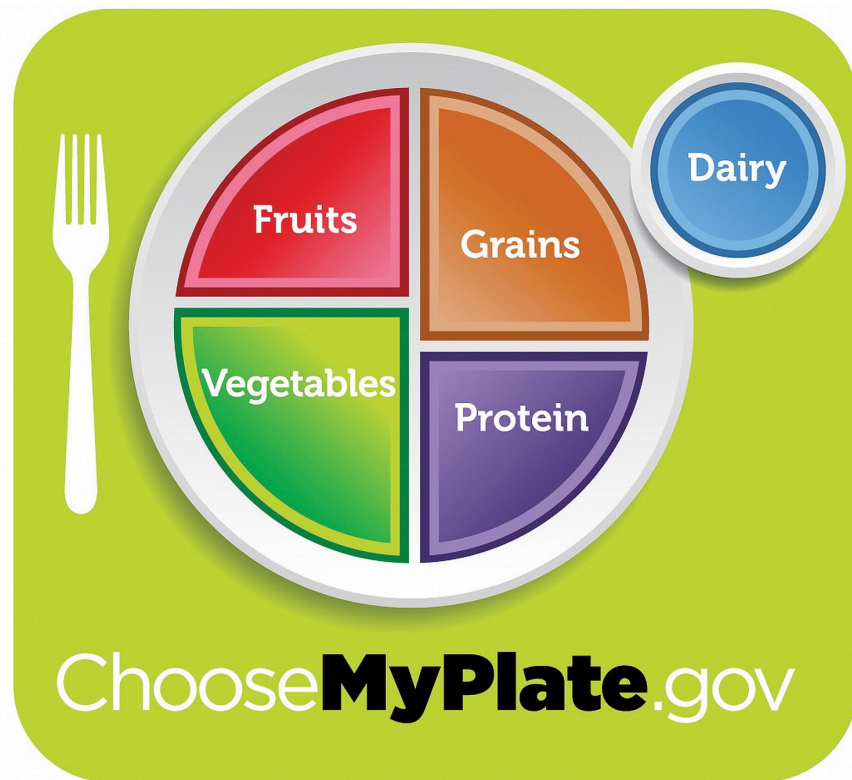 Fruits
Grains
Dairy
Vegetables
Protein
ChooseMyPlate.gov